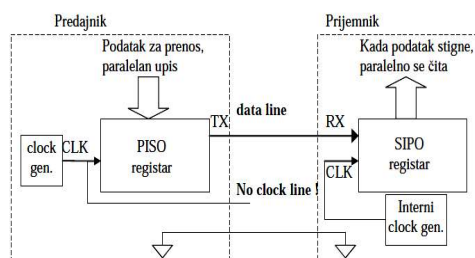 Predajnik
Prijemnik
Podatak za prenos,
paralelan upis
Kada podatak stigne,
paralelno se čita
TX
data line
RX
clock
gen.
CLK
PISO
registar
SIPO
registar
CLK
No clock line !
Interni
clock gen.